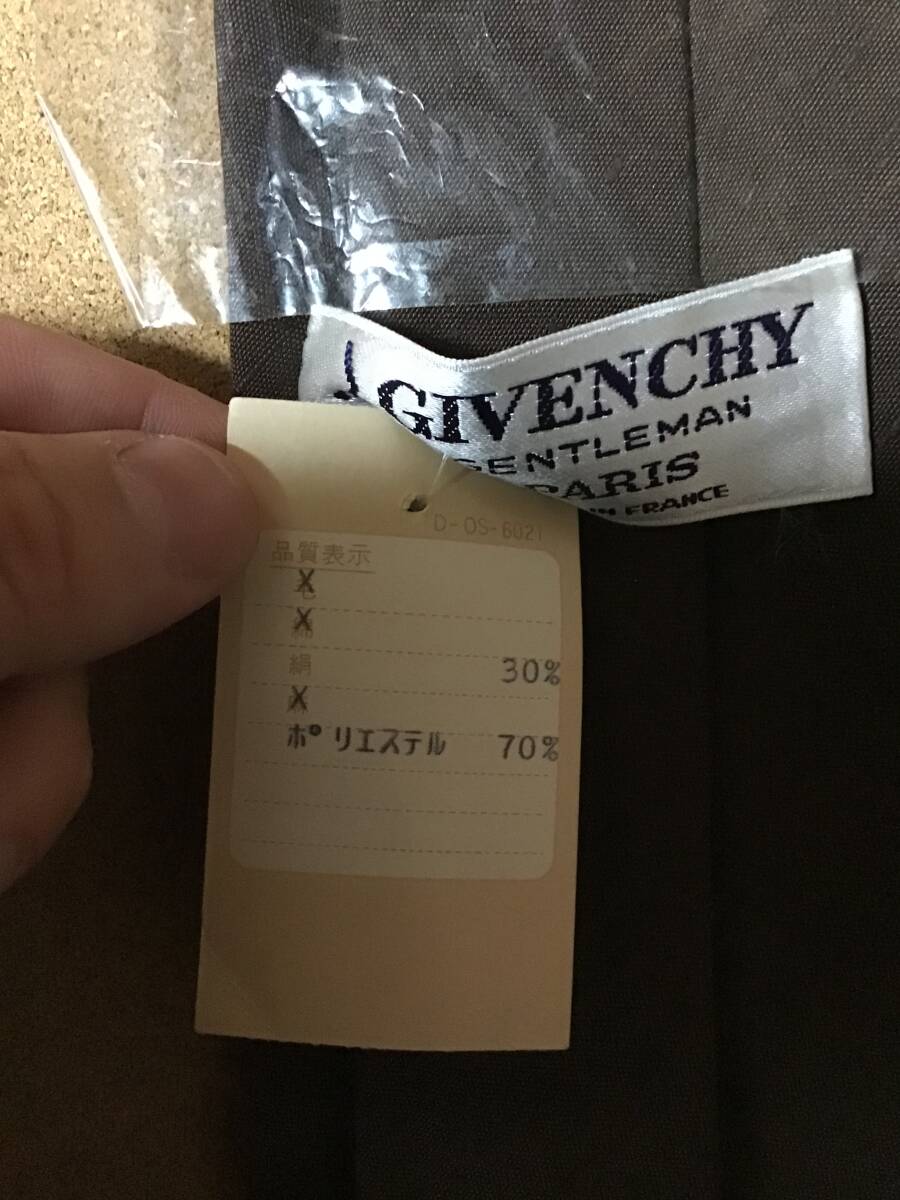 GIVENCHY
GENTLEMAN
PARIS
IN FRANCE
D-OS-6021
品質表示
絹 30%
ポリエステル 70%